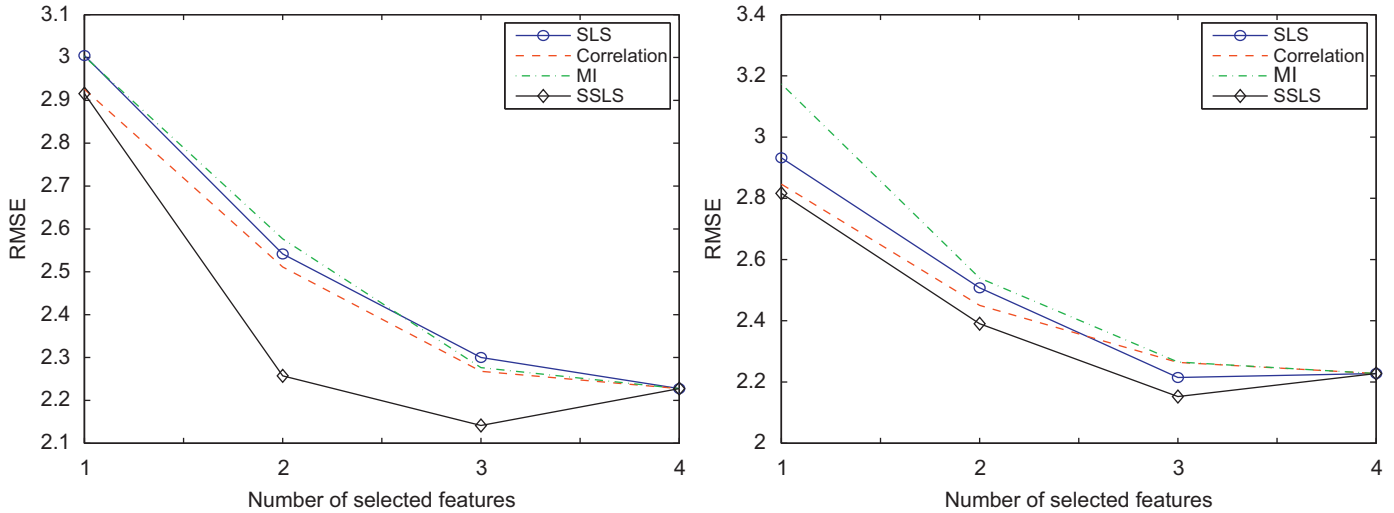 3.1
3
2.9
2.8
2.7
2.6
2.5
2.4
2.3
2.2
2.1
RMSE
SLS
Correlation
MI
SSLS
1
2
3
4
Number of selected features
3.4
3.2
3
2.8
2.6
2.4
2.2
2
RMSE
SLS
Correlation
MI
SSLS
1
2
3
4
Number of selected features